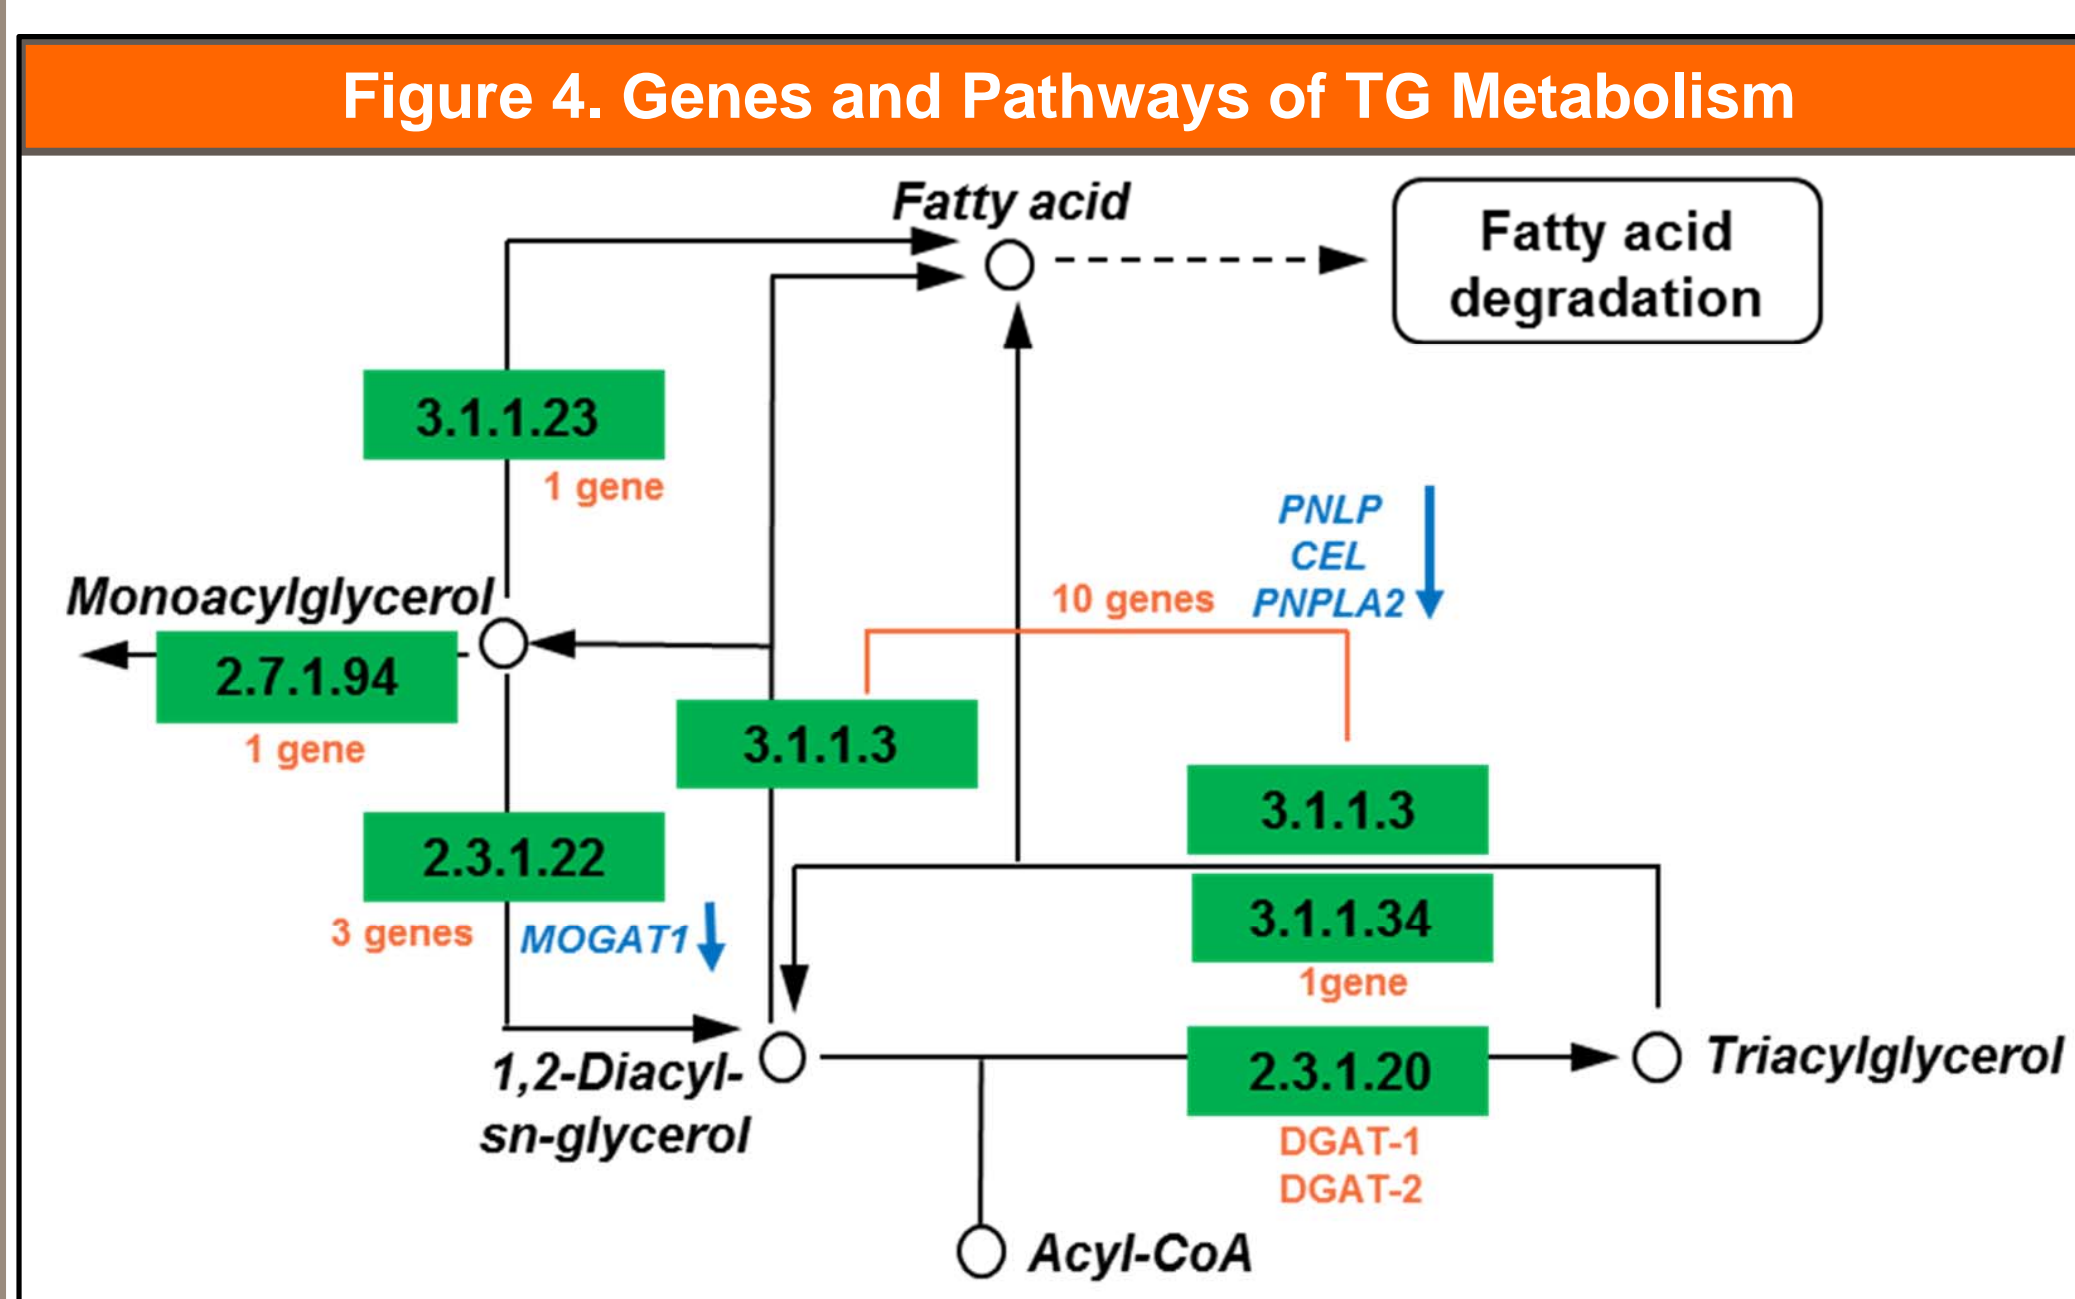 Figure 4. Genes and Pathways of TG Metabolism
Fatty acid
Fatty acid
degradation
3.1.1.23
1 gene
PNLP
CEL
PNPLA2
10 genes
Monoacylglycerol
2.7.1.94
1 gene
3.1.1.3
3.1.1.3
2.3.1.22
3 genes
MOGAT1
3.1.1.34
1gene
1,2-Diacyl-
sn-glycerol
2.3.1.20
Triacylglycerol
DGAT-1
DGAT-2
Acyl-CoA